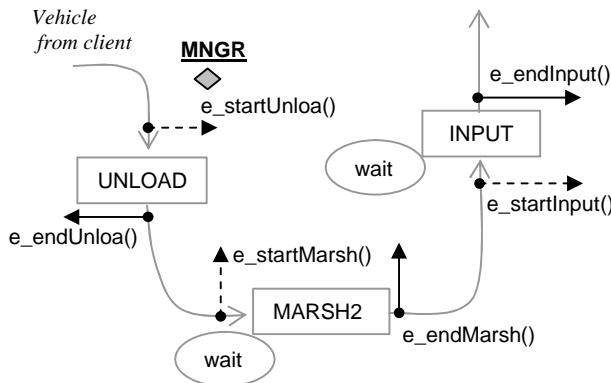 Vehicle
from client
MNGR
e_startUnloa()
UNLOAD
e_endUnloa()
e_startMarsh()
MARSH2
wait
e_endMarsh()
e_endInput()
INPUT
wait
e_startInput()